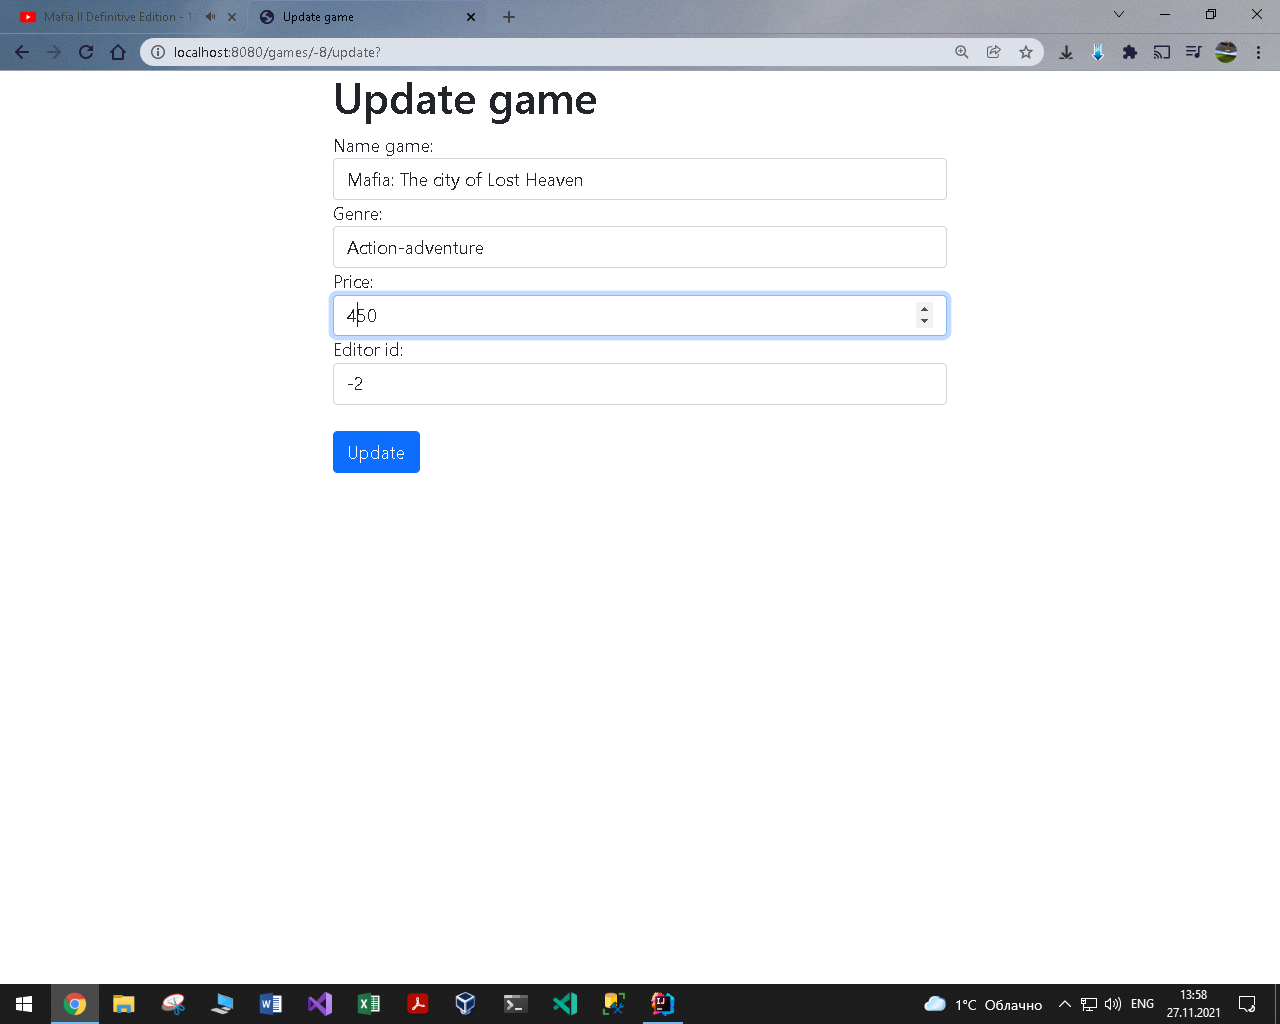 Mafia II Definitive Edition - 1
Update game
localhost:8080/games/-8/update?
Update game
Name game:
Mafia: The city of Lost Heaven
Genre:
Action-adventure
Price:
450
Editor id:
-2
Update
1°C Облачно
ENG
13:58
27.11.2021